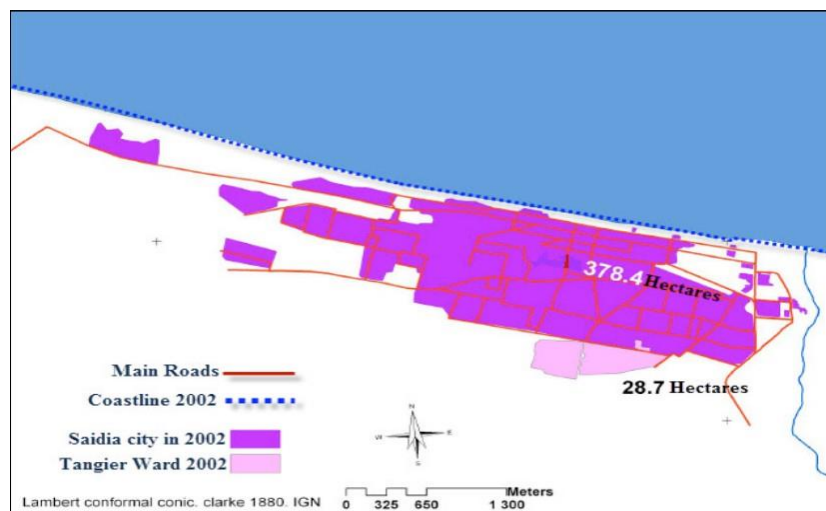 378.4 Hectares
28.7 Hectares
Main Roads
Coastline 2002
Saidia city in 2002
Tangier Ward 2002
N
W E
S
Lambert conformal conic. clarke 1880. IGN
Meters
0 325 650 1 300